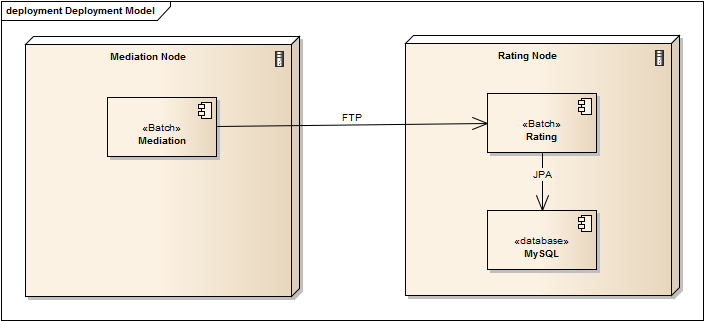 deployment Deployment Model
Mediation Node
Rating Node
«Batch»
Mediation
FTP
«Batch»
Rating
JPA
«database»
MySQL